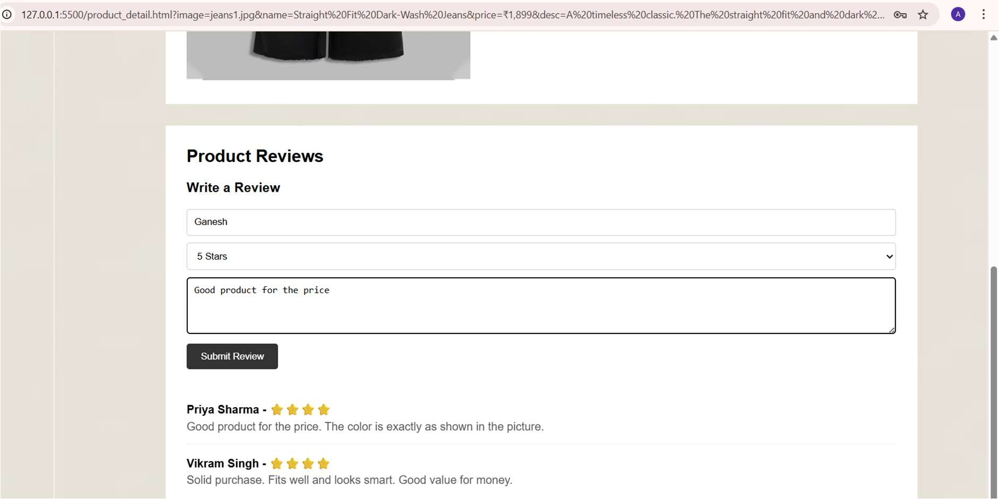 127.0.0.1:5500/product_detail.html?image=jeans1.jpg&name=Straight%20Fit%20Dark-Wash%20Jeans&price=₹1,899&desc=A%20timeless%20classic.%20The%20straight%20fit%20and%20dark%2... A
Product Reviews
Write a Review
Ganesh
5 Stars
Good product for the price
Submit Review
Priya Sharma -
Good product for the price. The color is exactly as shown in the picture.
Vikram Singh -
Solid purchase. Fits well and looks smart. Good value for money.